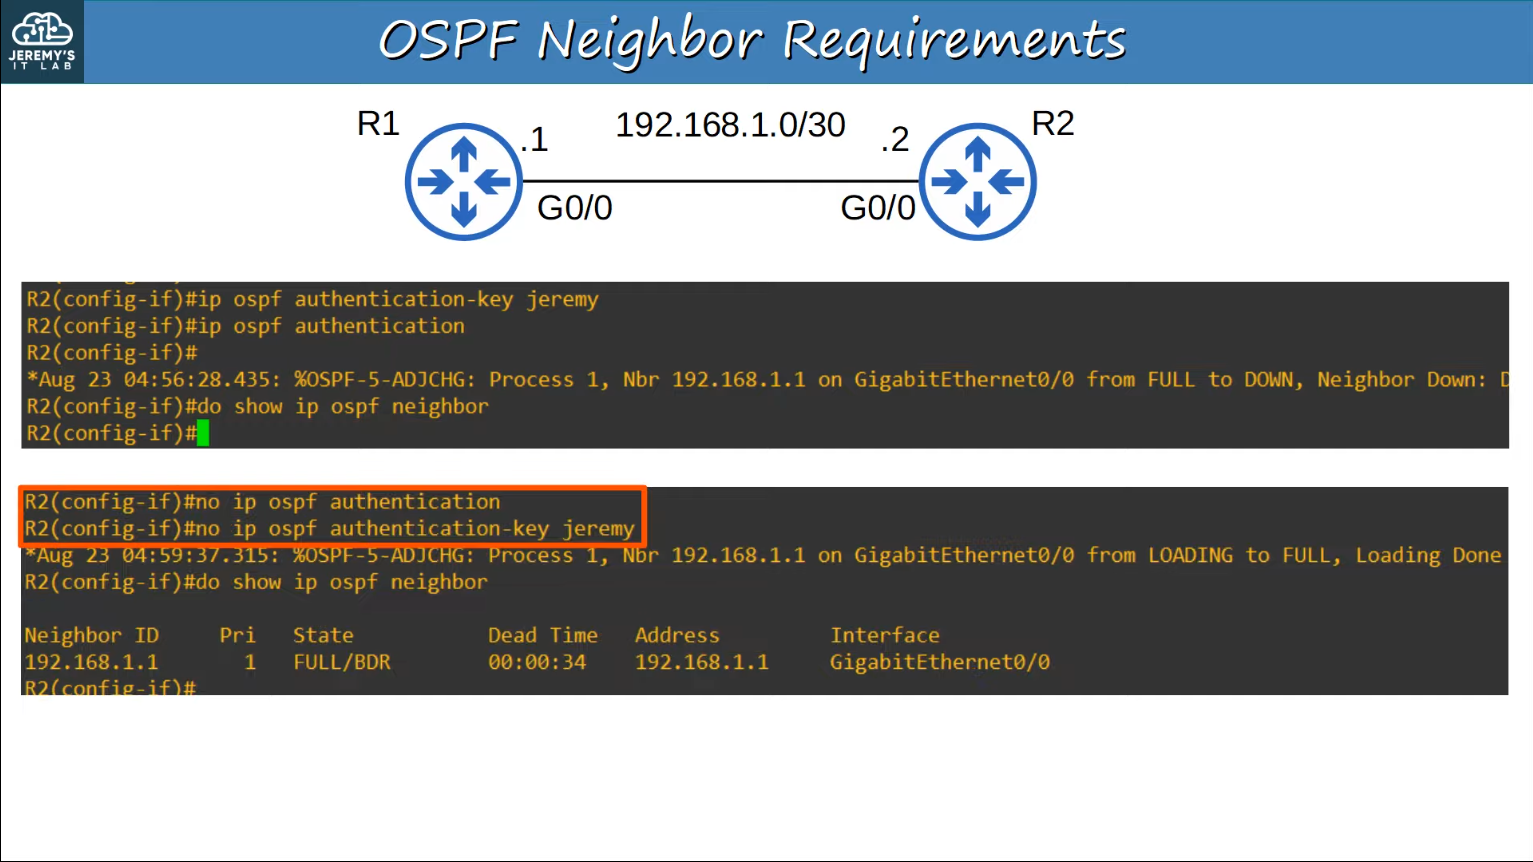 JEREMY'S
IT LAB
OSPF Neighbor Requirements
R1
.1
192.168.1.0/30
.2
R2
G0/0
G0/0
R2(config-if)#ip ospf authentication-key jeremy
R2(config-if)#ip ospf authentication
R2(config-if)#
*Aug 23 04:56:28.435: %OSPF-5-ADJCHG: Process 1, Nbr 192.168.1.1 on GigabitEthernet0/0 from FULL to DOWN, Neighbor Down: D
R2(config-if)#do show ip ospf neighbor
R2(config-if)#
R2(config-if)#no ip ospf authentication
R2(config-if)#no ip ospf authentication-key jeremy
*Aug 23 04:59:37.315: %OSPF-5-ADJCHG: Process 1, Nbr 192.168.1.1 on GigabitEthernet0/0 from LOADING to FULL, Loading Done
R2(config-if)#do show ip ospf neighbor
Neighbor ID Pri State Dead Time Address Interface
192.168.1.1 1 FULL/BDR 00:00:34 192.168.1.1 GigabitEthernet0/0
R2(config-if)#